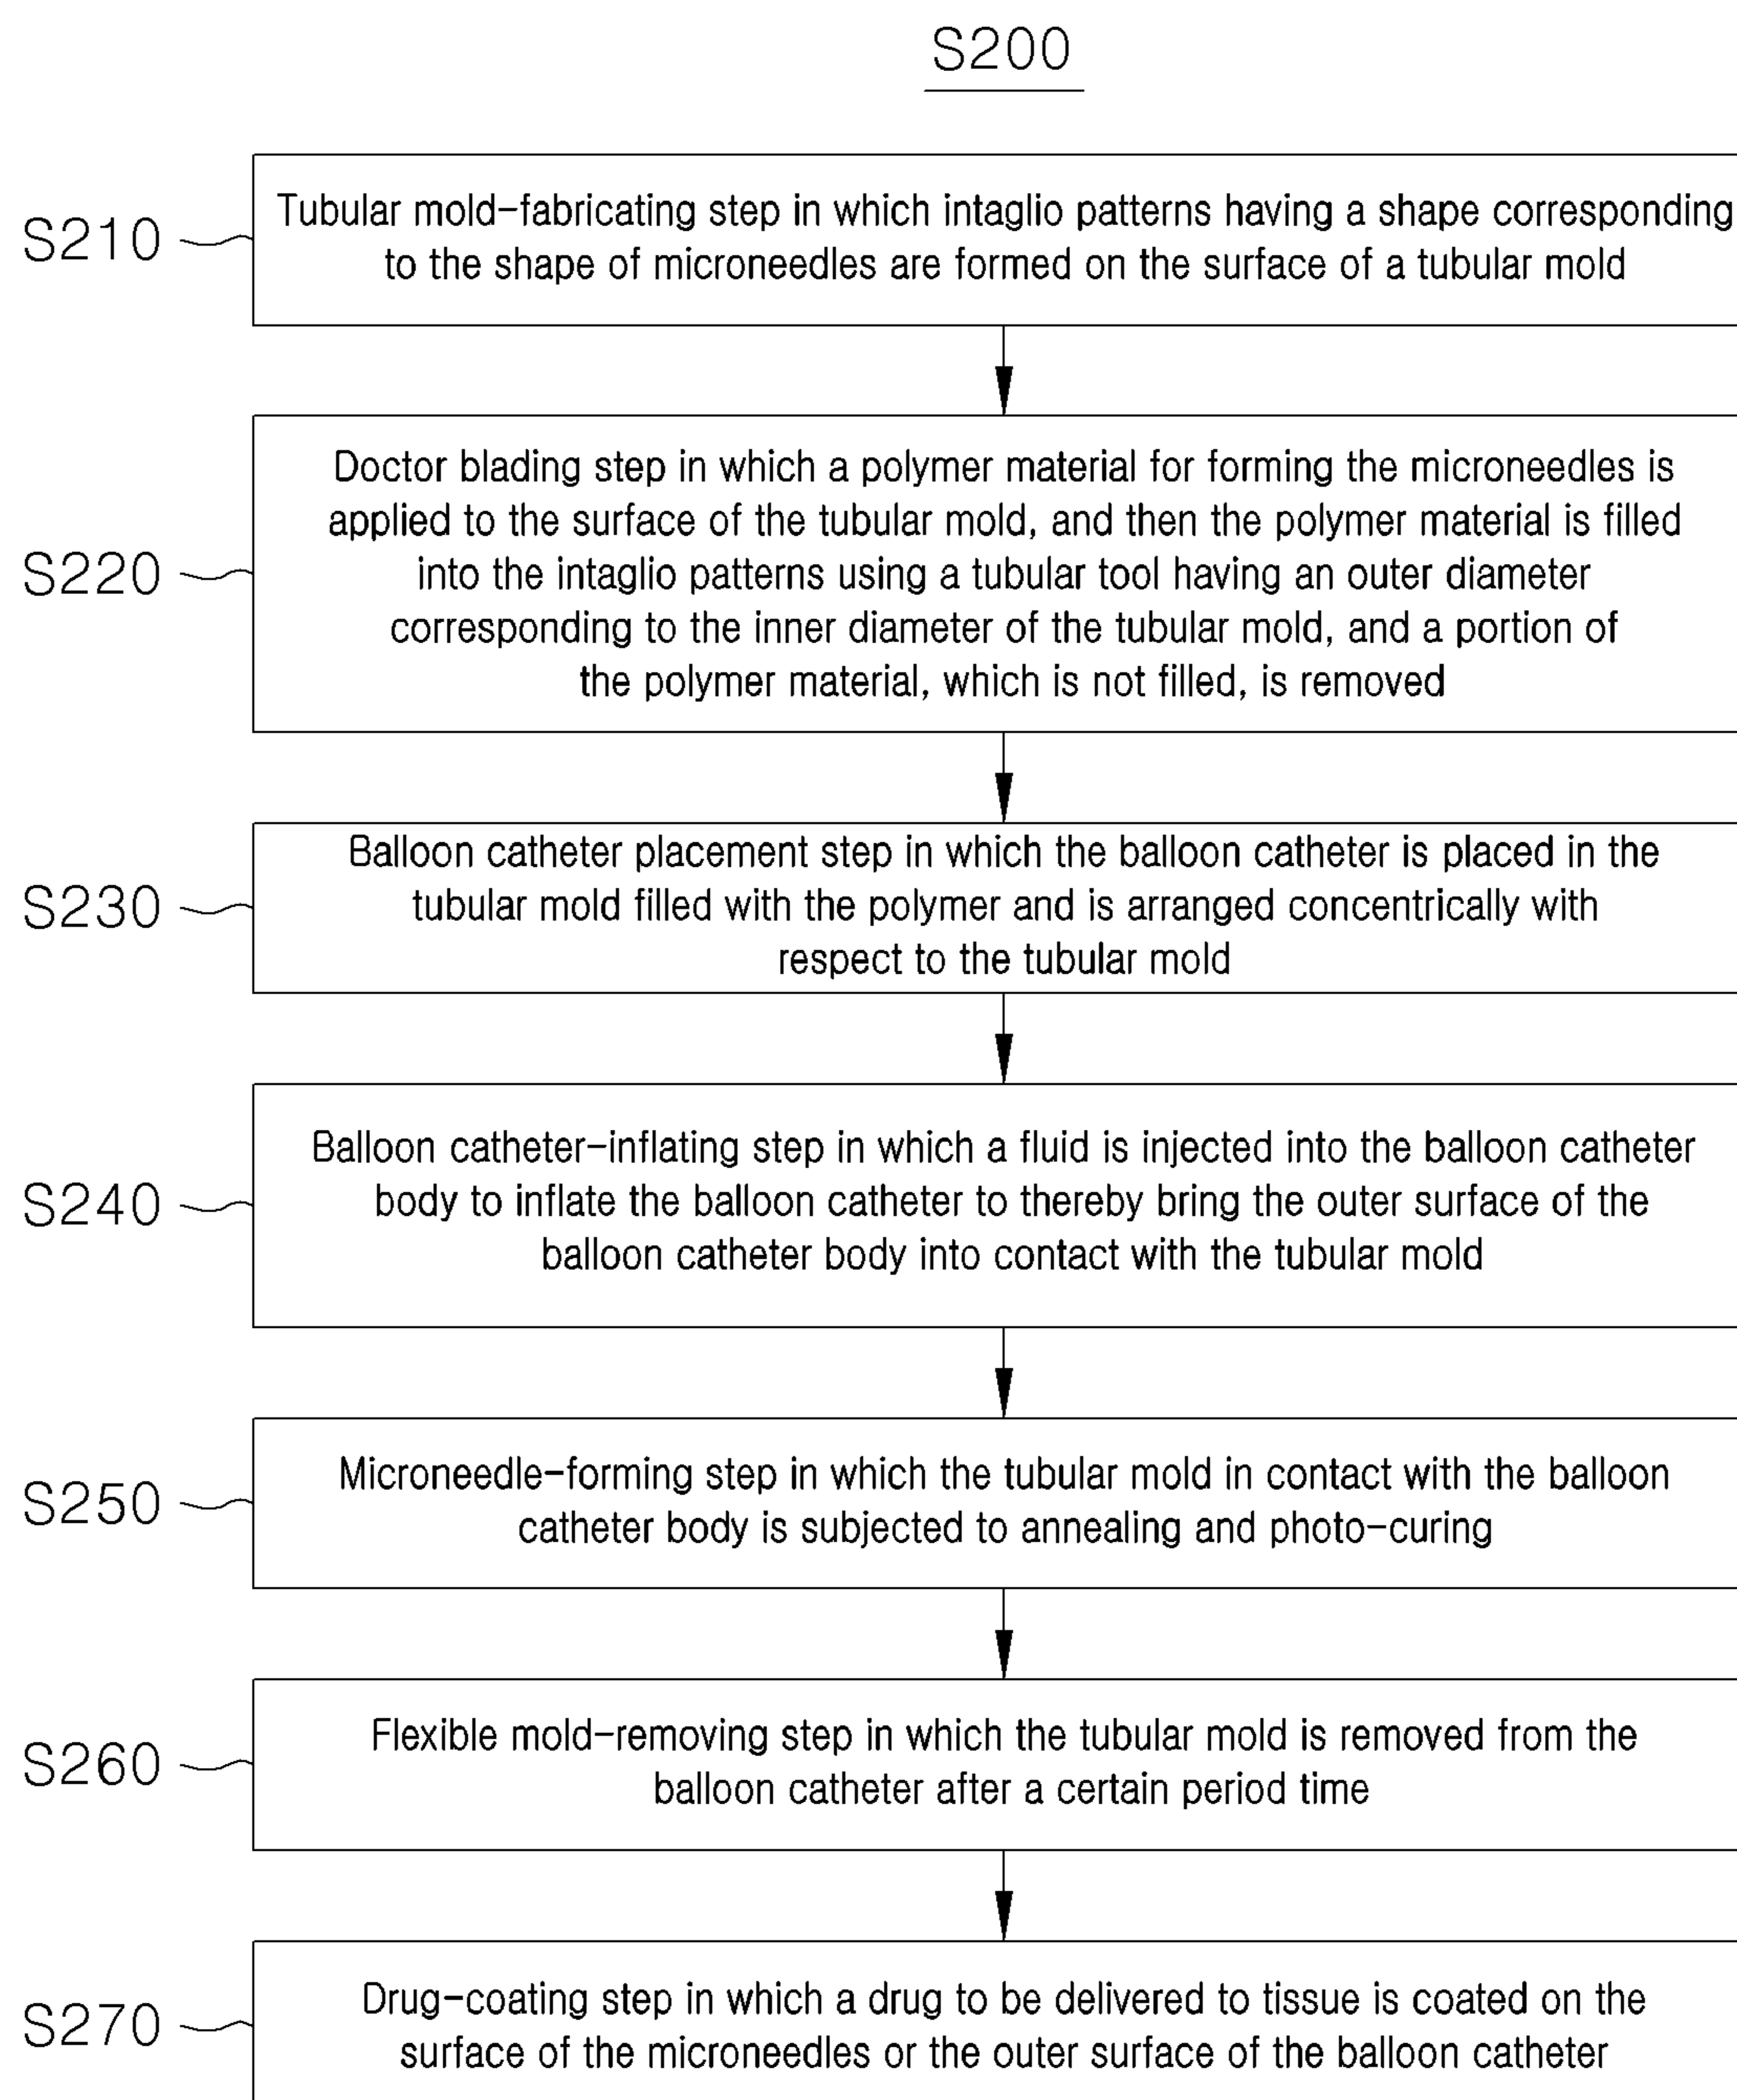 S200
S210
Tubular mold-fabricating step in which intaglio patterns having a shape corresponding
to the shape of microneedles are formed on the surface of a tubular mold
S220
Doctor blading step in which a polymer material for forming the microneedles is
applied to the surface of the tubular mold, and then the polymer material is filled
into the intaglio patterns using a tubular tool having an outer diameter
corresponding to the inner diameter of the tubular mold, and a portion of
the polymer material, which is not filled, is removed
S230
Balloon catheter placement step in which the balloon catheter is placed in the
tubular mold filled with the polymer and is arranged concentrically with
respect to the tubular mold
S240
Balloon catheter-inflating step in which a fluid is injected into the balloon catheter
body to inflate the balloon catheter to thereby bring the outer surface of the
balloon catheter body into contact with the tubular mold
S250
Microneedle-forming step in which the tubular mold in contact with the balloon
catheter body is subjected to annealing and photo-curing
S260
Flexible mold-removing step in which the tubular mold is removed from the
balloon catheter after a certain period time
S270
Drug-coating step in which a drug to be delivered to tissue is coated on the
surface of the microneedles or the outer surface of the balloon catheter